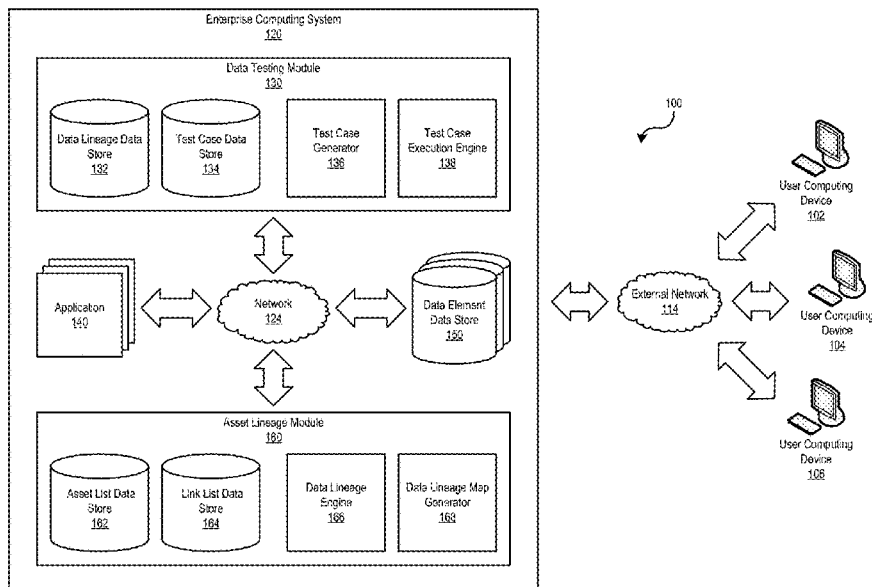 Enterprise Computing System
120
Data Testing Module
130
Data Lineage Data
Store
132
Test Case Data
Store
134
Test Case
Generator
136
Test Case
Execution Engine
138
100
User Computing
Device
102
Application
140
Network
124
Data Element
Data Store
150
External Network
114
User Computing
Device
104
Asset Lineage Module
160
Asset List Data
Store
162
Link List Data
Store
164
Data Lineage
Engine
166
Data Lineage Map
Generator
168
User Computing
Device
106